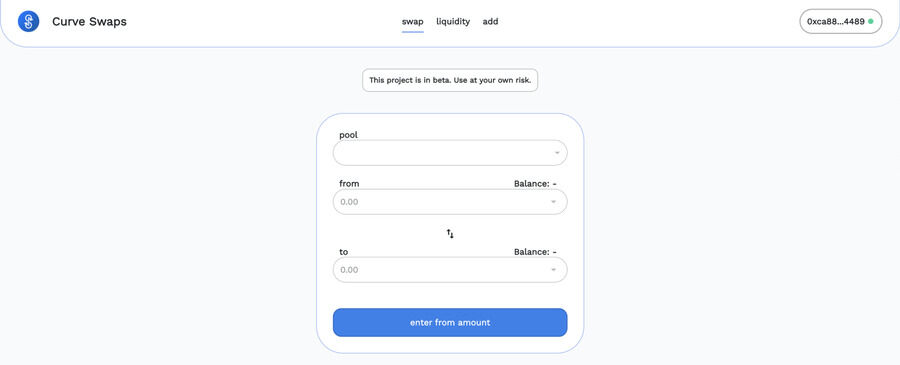 Curve Swaps
swap liquidity add
0xca88...4489
This project is in beta. Use at your own risk.
pool
from Balance: -
0.00
to Balance: -
0.00
enter from amount